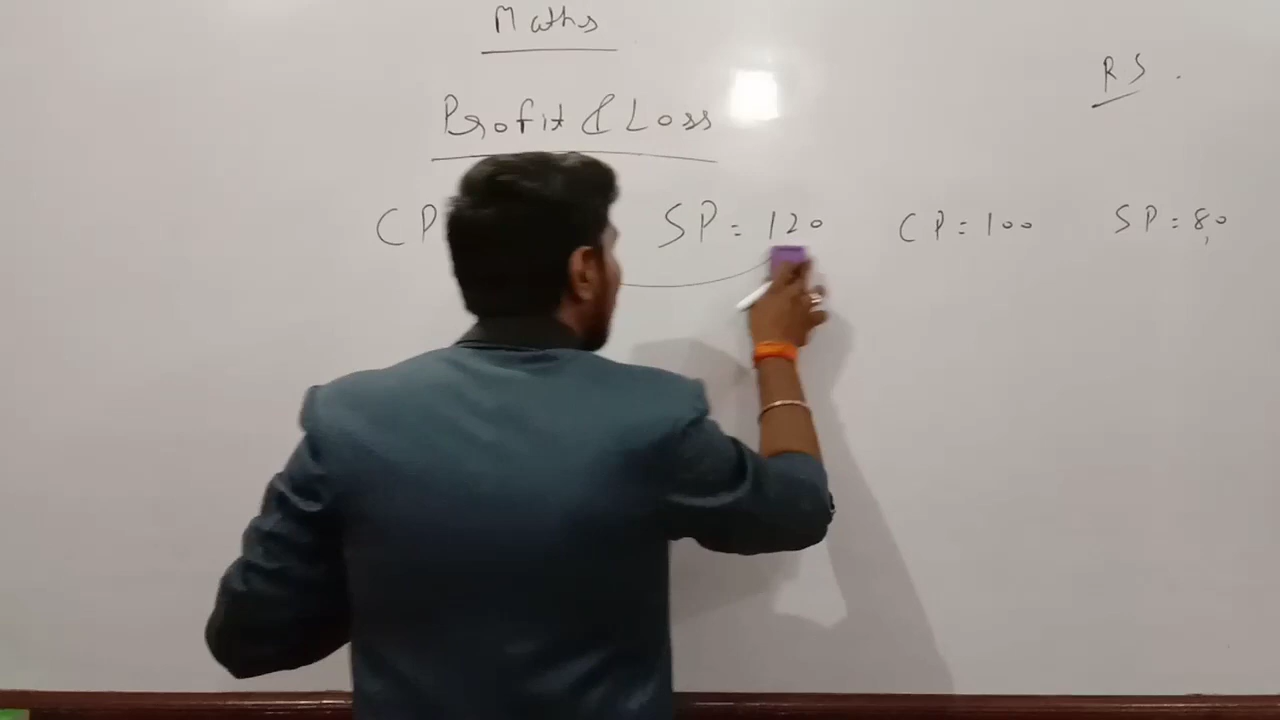 Maths
RS.
Profit & Loss
CP SP = 120 CP = 100 SP = 80